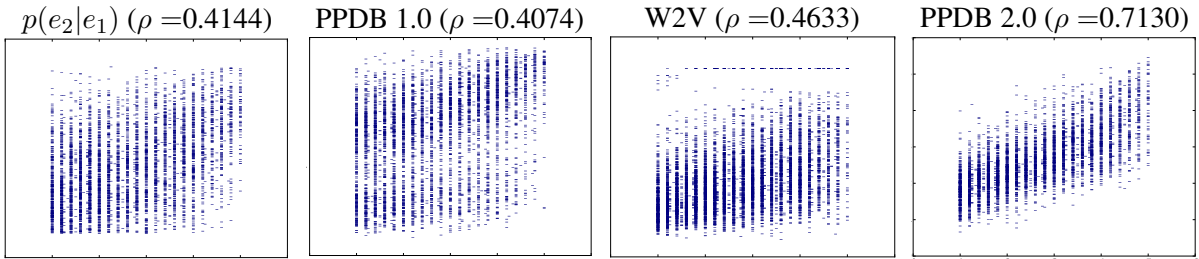 p(e₂|e₁) (ρ =0.4144)
PPDB 1.0 (ρ =0.4074)
W2V (ρ =0.4633)
PPDB 2.0 (ρ =0.7130)